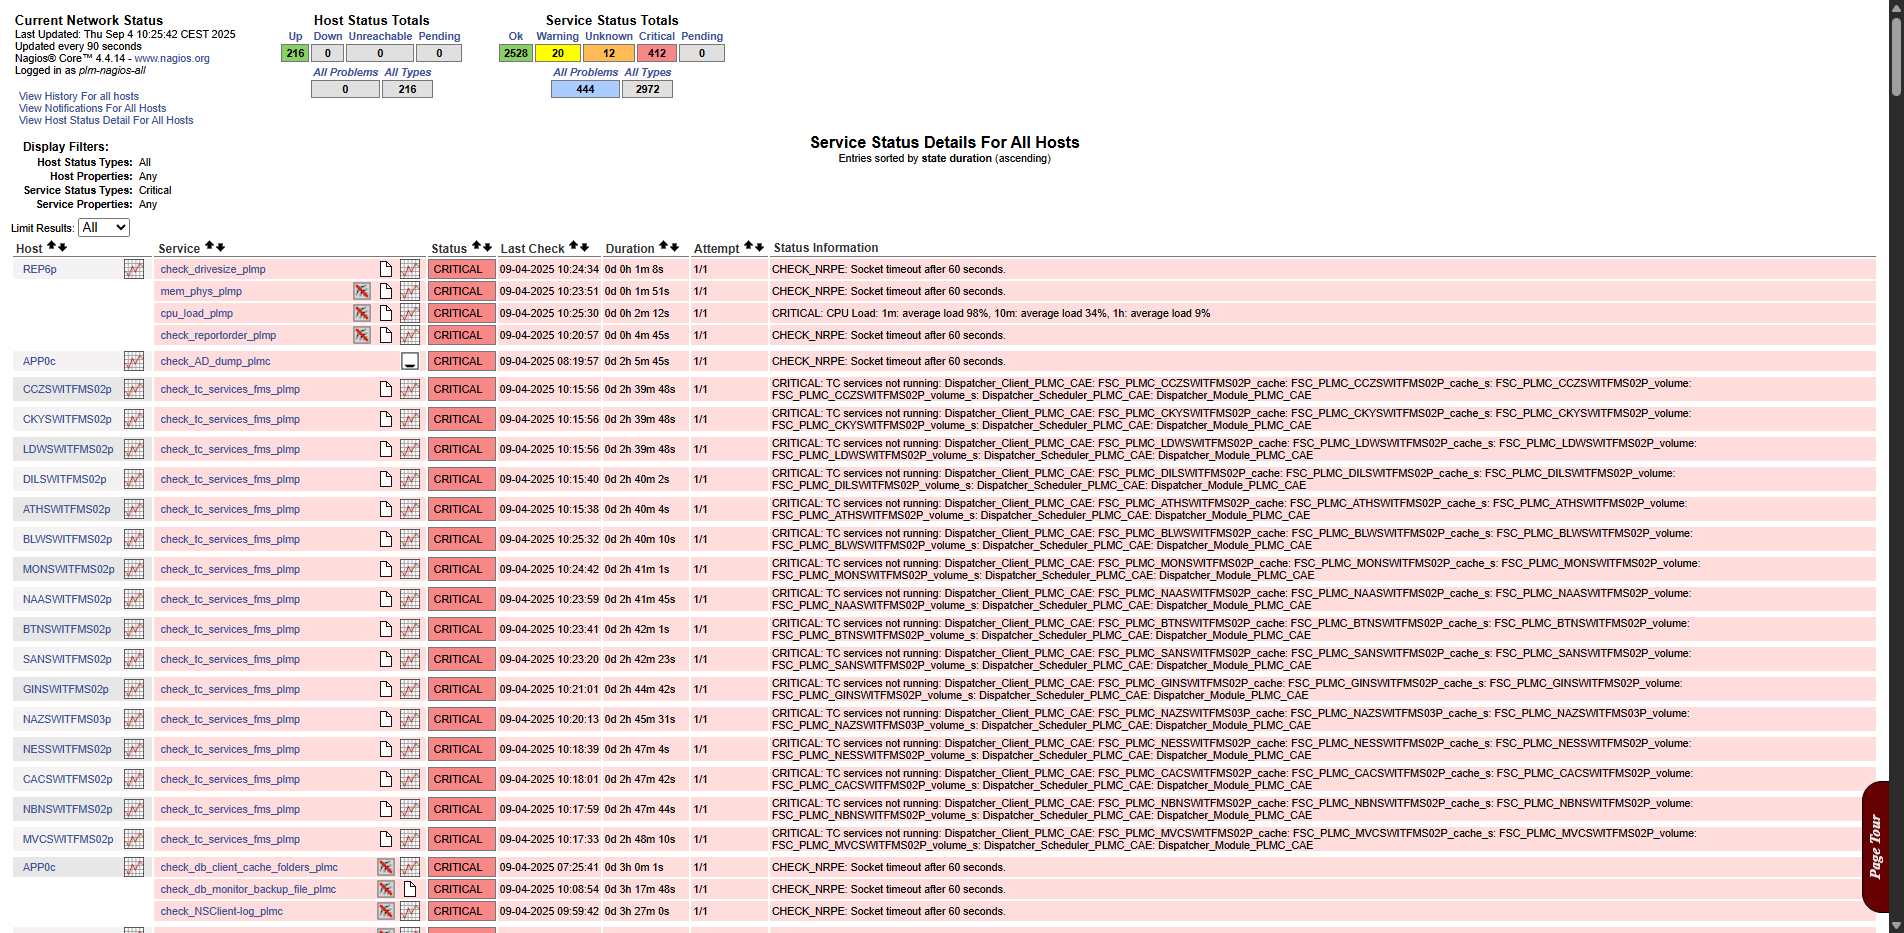 Current Network Status
Last Updated: Thu Sep 4 10:25:42 CEST 2025
Updated every 90 seconds
Nagios® Core™ 4.4.14 - www.nagios.org
Logged in as plm-nagios-all
View History For all hosts
View Notifications For All Hosts
View Host Status Detail For All Hosts
Host Status Totals
Up Down Unreachable Pending
216 0 0 0
All Problems All Types
0 216
Service Status Totals
Ok Warning Unknown Critical Pending
2528 20 12 412 0
All Problems All Types
444 2972
Display Filters:
Host Status Types: All
Host Properties: Any
Service Status Types: Critical
Service Properties: Any
Service Status Details For All Hosts
Entries sorted by state duration (ascending)
Limit Results: All
Host Service Status Last Check Duration Attempt Status Information
REP6p check_drivesize_plmp CRITICAL 09-04-2025 10:24:34 0d 0h 1m 8s 1/1 CHECK_NRPE: Socket timeout after 60 seconds.
mem_phys_plmp CRITICAL 09-04-2025 10:23:51 0d 0h 1m 51s 1/1 CHECK_NRPE: Socket timeout after 60 seconds.
cpu_load_plmp CRITICAL 09-04-2025 10:25:30 0d 0h 2m 12s 1/1 CRITICAL: CPU Load: 1m: average load 98%, 10m: average load 34%, 1h: average load 9%
check_reportorder_plmp CRITICAL 09-04-2025 10:20:57 0d 0h 4m 45s 1/1 CHECK_NRPE: Socket timeout after 60 seconds.
APP0c check_AD_dump_plmc CRITICAL 09-04-2025 08:19:57 0d 2h 5m 45s 1/1 CHECK_NRPE: Socket timeout after 60 seconds.
CCZSWITFMS02p check_tc_services_fms_plmp CRITICAL 09-04-2025 10:15:56 0d 2h 39m 48s 1/1 CRITICAL: TC services not running: Dispatcher_Client_PLMC_CAE: FSC_PLMC_CCZSWITFMS02P_cache: FSC_PLMC_CCZSWITFMS02P_cache_s: FSC_PLMC_CCZSWITFMS02P_volume:
FSC_PLMC_CCZSWITFMS02P_volume_s: Dispatcher_Scheduler_PLMC_CAE: Dispatcher_Module_PLMC_CAE
CKYSWITFMS02p check_tc_services_fms_plmp CRITICAL 09-04-2025 10:15:56 0d 2h 39m 48s 1/1 CRITICAL: TC services not running: Dispatcher_Client_PLMC_CAE: FSC_PLMC_CKYSWITFMS02P_cache: FSC_PLMC_CKYSWITFMS02P_cache_s: FSC_PLMC_CKYSWITFMS02P_volume:
FSC_PLMC_CKYSWITFMS02P_volume_s: Dispatcher_Scheduler_PLMC_CAE: Dispatcher_Module_PLMC_CAE
LDWSWITFMS02p check_tc_services_fms_plmp CRITICAL 09-04-2025 10:15:56 0d 2h 39m 48s 1/1 CRITICAL: TC services not running: Dispatcher_Client_PLMC_CAE: FSC_PLMC_LDWSWITFMS02P_cache: FSC_PLMC_LDWSWITFMS02P_cache_s: FSC_PLMC_LDWSWITFMS02P_volume:
FSC_PLMC_LDWSWITFMS02P_volume_s: Dispatcher_Scheduler_PLMC_CAE: Dispatcher_Module_PLMC_CAE
DILSWITFMS02p check_tc_services_fms_plmp CRITICAL 09-04-2025 10:15:40 0d 2h 40m 2s 1/1 CRITICAL: TC services not running: Dispatcher_Client_PLMC_CAE: FSC_PLMC_DILSWITFMS02P_cache: FSC_PLMC_DILSWITFMS02P_cache_s: FSC_PLMC_DILSWITFMS02P_volume:
FSC_PLMC_DILSWITFMS02P_volume_s: Dispatcher_Scheduler_PLMC_CAE: Dispatcher_Module_PLMC_CAE
ATHSWITFMS02p check_tc_services_fms_plmp CRITICAL 09-04-2025 10:15:38 0d 2h 40m 4s 1/1 CRITICAL: TC services not running: Dispatcher_Client_PLMC_CAE: FSC_PLMC_ATHSWITFMS02P_cache: FSC_PLMC_ATHSWITFMS02P_cache_s: FSC_PLMC_ATHSWITFMS02P_volume:
FSC_PLMC_ATHSWITFMS02P_volume_s: Dispatcher_Scheduler_PLMC_CAE: Dispatcher_Module_PLMC_CAE
BLWSWITFMS02p check_tc_services_fms_plmp CRITICAL 09-04-2025 10:25:32 0d 2h 40m 10s 1/1 CRITICAL: TC services not running: Dispatcher_Client_PLMC_CAE: FSC_PLMC_BLWSWITFMS02P_cache: FSC_PLMC_BLWSWITFMS02P_cache_s: FSC_PLMC_BLWSWITFMS02P_volume:
FSC_PLMC_BLWSWITFMS02P_volume_s: Dispatcher_Scheduler_PLMC_CAE: Dispatcher_Module_PLMC_CAE
MONSWITFMS02p check_tc_services_fms_plmp CRITICAL 09-04-2025 10:24:42 0d 2h 41m 1s 1/1 CRITICAL: TC services not running: Dispatcher_Client_PLMC_CAE: FSC_PLMC_MONSWITFMS02P_cache: FSC_PLMC_MONSWITFMS02P_cache_s: FSC_PLMC_MONSWITFMS02P_volume:
FSC_PLMC_MONSWITFMS02P_volume_s: Dispatcher_Scheduler_PLMC_CAE: Dispatcher_Module_PLMC_CAE
NAASWITFMS02p check_tc_services_fms_plmp CRITICAL 09-04-2025 10:23:59 0d 2h 41m 45s 1/1 CRITICAL: TC services not running: Dispatcher_Client_PLMC_CAE: FSC_PLMC_NAASWITFMS02P_cache: FSC_PLMC_NAASWITFMS02P_cache_s: FSC_PLMC_NAASWITFMS02P_volume:
FSC_PLMC_NAASWITFMS02P_volume_s: Dispatcher_Scheduler_PLMC_CAE: Dispatcher_Module_PLMC_CAE
BTNSWITFMS02p check_tc_services_fms_plmp CRITICAL 09-04-2025 10:23:41 0d 2h 42m 1s 1/1 CRITICAL: TC services not running: Dispatcher_Client_PLMC_CAE: FSC_PLMC_BTNSWITFMS02P_cache: FSC_PLMC_BTNSWITFMS02P_cache_s: FSC_PLMC_BTNSWITFMS02P_volume:
FSC_PLMC_BTNSWITFMS02P_volume_s: Dispatcher_Scheduler_PLMC_CAE: Dispatcher_Module_PLMC_CAE
SANSWITFMS02p check_tc_services_fms_plmp CRITICAL 09-04-2025 10:23:20 0d 2h 42m 23s 1/1 CRITICAL: TC services not running: Dispatcher_Client_PLMC_CAE: FSC_PLMC_SANSWITFMS02P_cache: FSC_PLMC_SANSWITFMS02P_cache_s: FSC_PLMC_SANSWITFMS02P_volume:
FSC_PLMC_SANSWITFMS02P_volume_s: Dispatcher_Scheduler_PLMC_CAE: Dispatcher_Module_PLMC_CAE
GINSWITFMS02p check_tc_services_fms_plmp CRITICAL 09-04-2025 10:21:01 0d 2h 44m 42s 1/1 CRITICAL: TC services not running: Dispatcher_Client_PLMC_CAE: FSC_PLMC_GINSWITFMS02P_cache: FSC_PLMC_GINSWITFMS02P_cache_s: FSC_PLMC_GINSWITFMS02P_volume:
FSC_PLMC_GINSWITFMS02P_volume_s: Dispatcher_Scheduler_PLMC_CAE: Dispatcher_Module_PLMC_CAE
NAZSWITFMS03p check_tc_services_fms_plmp CRITICAL 09-04-2025 10:20:13 0d 2h 45m 31s 1/1 CRITICAL: TC services not running: Dispatcher_Client_PLMC_CAE: FSC_PLMC_NAZSWITFMS03P_cache: FSC_PLMC_NAZSWITFMS03P_cache_s: FSC_PLMC_NAZSWITFMS03P_volume:
FSC_PLMC_NAZSWITFMS03P_volume_s: Dispatcher_Scheduler_PLMC_CAE: Dispatcher_Module_PLMC_CAE
NESSWITFMS02p check_tc_services_fms_plmp CRITICAL 09-04-2025 10:18:39 0d 2h 47m 4s 1/1 CRITICAL: TC services not running: Dispatcher_Client_PLMC_CAE: FSC_PLMC_NESSWITFMS02P_cache: FSC_PLMC_NESSWITFMS02P_cache_s: FSC_PLMC_NESSWITFMS02P_volume:
FSC_PLMC_NESSWITFMS02P_volume_s: Dispatcher_Scheduler_PLMC_CAE: Dispatcher_Module_PLMC_CAE
CACSWITFMS02p check_tc_services_fms_plmp CRITICAL 09-04-2025 10:18:01 0d 2h 47m 42s 1/1 CRITICAL: TC services not running: Dispatcher_Client_PLMC_CAE: FSC_PLMC_CACSWITFMS02P_cache: FSC_PLMC_CACSWITFMS02P_cache_s: FSC_PLMC_CACSWITFMS02P_volume:
FSC_PLMC_CACSWITFMS02P_volume_s: Dispatcher_Scheduler_PLMC_CAE: Dispatcher_Module_PLMC_CAE
NBNSWITFMS02p check_tc_services_fms_plmp CRITICAL 09-04-2025 10:17:59 0d 2h 47m 44s 1/1 CRITICAL: TC services not running: Dispatcher_Client_PLMC_CAE: FSC_PLMC_NBNSWITFMS02P_cache: FSC_PLMC_NBNSWITFMS02P_cache_s: FSC_PLMC_NBNSWITFMS02P_volume:
FSC_PLMC_NBNSWITFMS02P_volume_s: Dispatcher_Scheduler_PLMC_CAE: Dispatcher_Module_PLMC_CAE
MVCSWITFMS02p check_tc_services_fms_plmp CRITICAL 09-04-2025 10:17:33 0d 2h 48m 10s 1/1 CRITICAL: TC services not running: Dispatcher_Client_PLMC_CAE: FSC_PLMC_MVCSWITFMS02P_cache: FSC_PLMC_MVCSWITFMS02P_cache_s: FSC_PLMC_MVCSWITFMS02P_volume:
FSC_PLMC_MVCSWITFMS02P_volume_s: Dispatcher_Scheduler_PLMC_CAE: Dispatcher_Module_PLMC_CAE
APP0c check_db_client_cache_folders_plmc CRITICAL 09-04-2025 07:25:41 0d 3h 0m 1s 1/1 CHECK_NRPE: Socket timeout after 60 seconds.
check_db_monitor_backup_file_plmc CRITICAL 09-04-2025 10:08:54 0d 3h 17m 48s 1/1 CHECK_NRPE: Socket timeout after 60 seconds.
check_NSClient-log_plmc CRITICAL 09-04-2025 09:59:42 0d 3h 27m 0s 1/1 CHECK_NRPE: Socket timeout after 60 seconds.
Page Tour